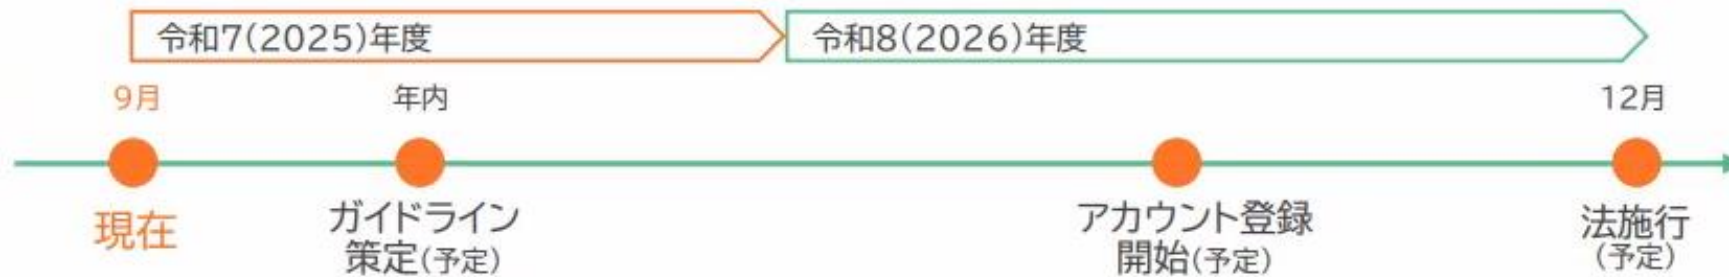 令和7(2025)年度
令和8(2026)年度
9月
年内
12月
現在
ガイドライン
策定(予定)
アカウント登録
開始(予定)
法施行
(予定)